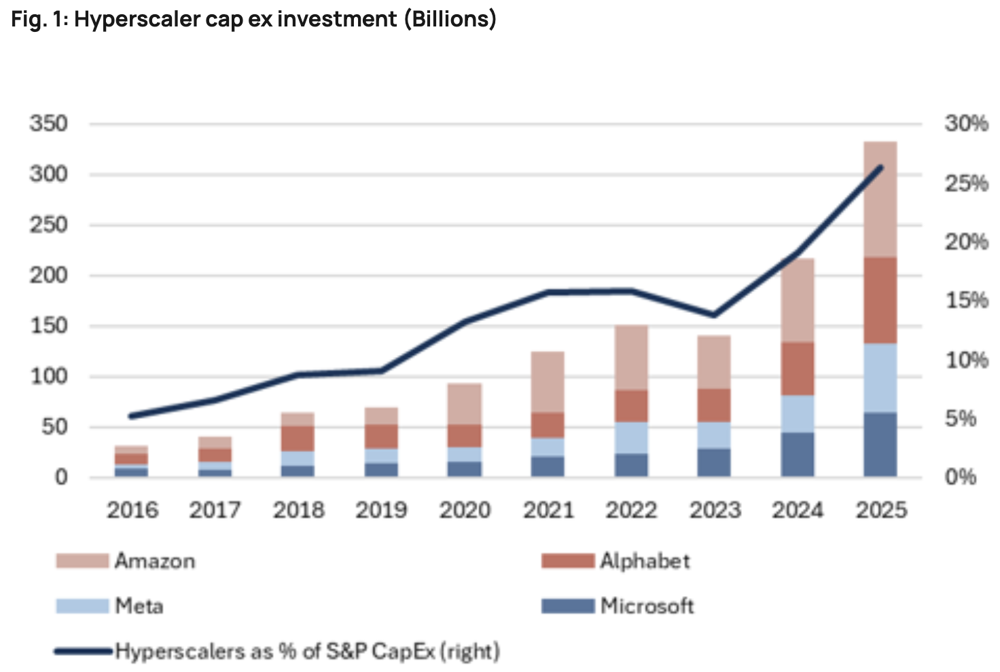 Fig. 1: Hyperscaler cap ex investment (Billions)
350 30%
300 25%
250
200 20%
150 15%
100 10%
50 5%
0 0%
2016 2017 2018 2019 2020 2021 2022 2023 2024 2025
Amazon Alphabet
Meta Microsoft
Hyperscalers as % of S&P CapEx (right)